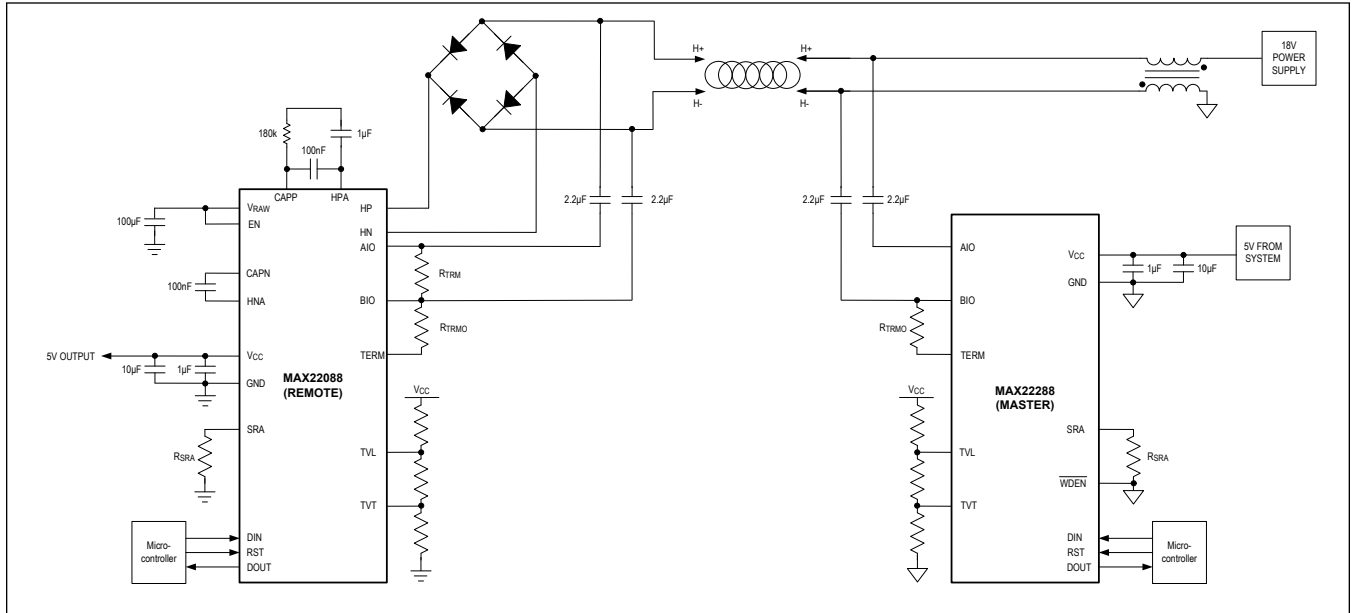 H+
H+
H-
H-
18V
POWER
SUPPLY
180k
1µF
100nF
CAPP
HPA
2.2µF
2.2µF
2.2µF
2.2µF
100µF
VRAW
EN
HP
HN
AIO
CAPN
100nF
HNA
RTRM
BIO
RTRMO
TERM
5V OUTPUT
10µF
1µF
VCC
GND
MAX22088
(REMOTE)
SRA
RSRA
VCC
TVL
TVT
Micro-
controller
DIN
RST
DOUT
AIO
VCC
1µF
10µF
5V FROM
SYSTEM
GND
BIO
RTRMO
TERM
MAX22288
(MASTER)
VCC
SRA
RSRA
TVL
WDEN
TVT
DIN
RST
DOUT
Micro-
controller